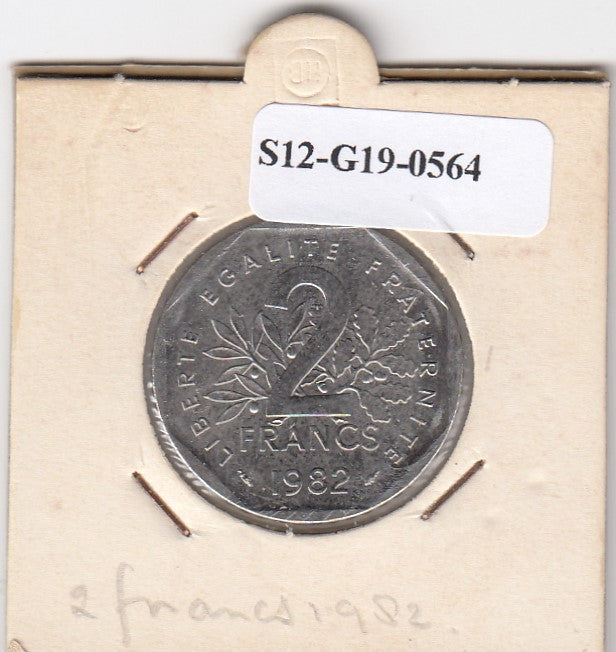 S12-G19-0564
LIBERTE EGALITE FRATERNITE
2
FRANCS
1982
2 francs 1982.